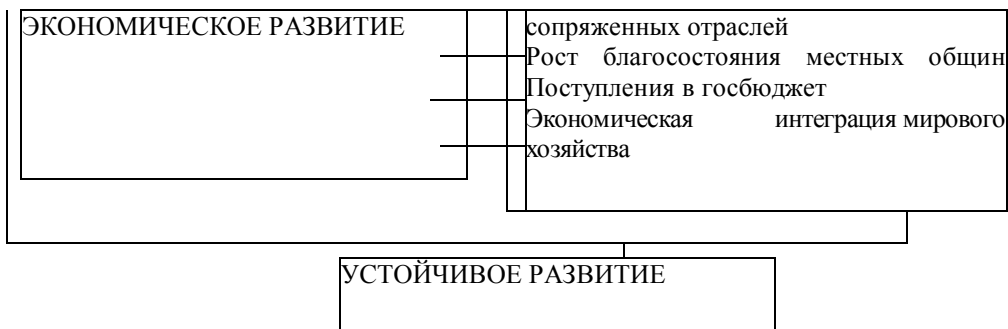 ЭКОНОМИЧЕСКОЕ РАЗВИТИЕ
сопряженных отраслей
Рост благосостояния местных общин
Поступления в госбюджет
Экономическая интеграция мирового
хозяйства
УСТОЙЧИВОЕ РАЗВИТИЕ